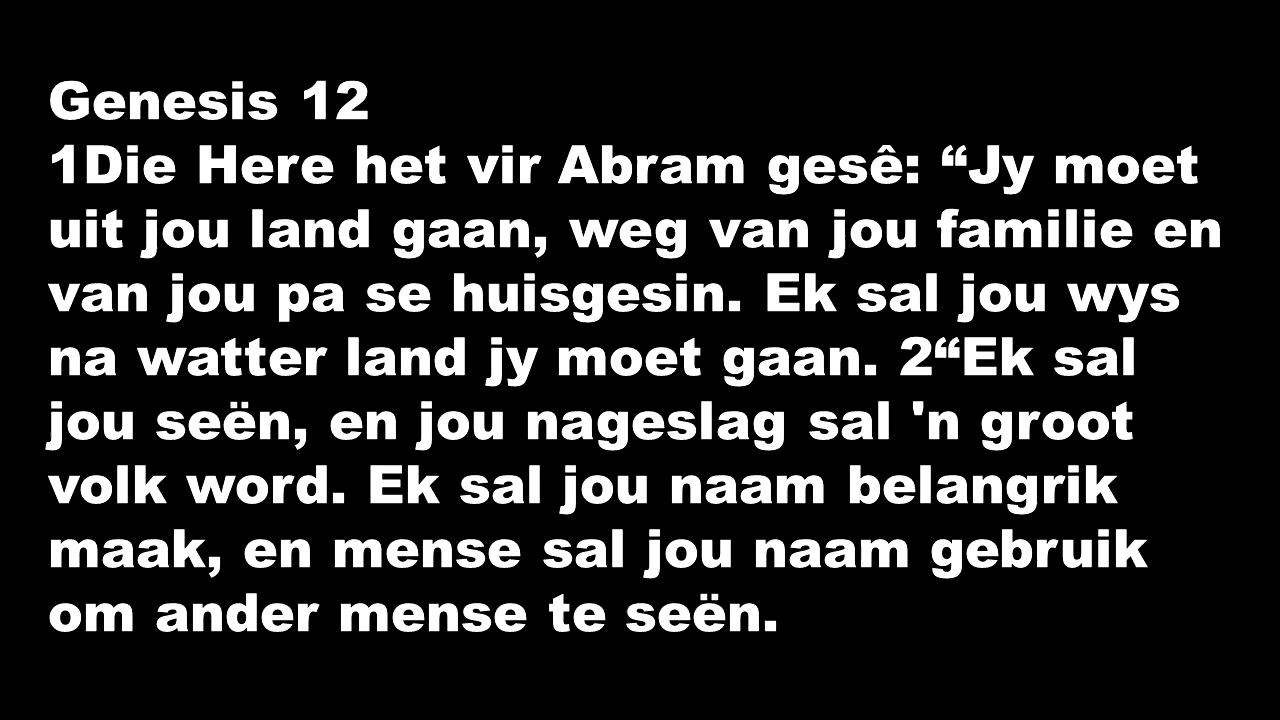 Genesis 12
1Die Here het vir Abram gesê: “Jy moet
uit jou land gaan, weg van jou familie en
van jou pa se huisgesin. Ek sal jou wys
na watter land jy moet gaan. 2“Ek sal
jou seën, en jou nageslag sal 'n groot
volk word. Ek sal jou naam belangrik
maak, en mense sal jou naam gebruik
om ander mense te seën.